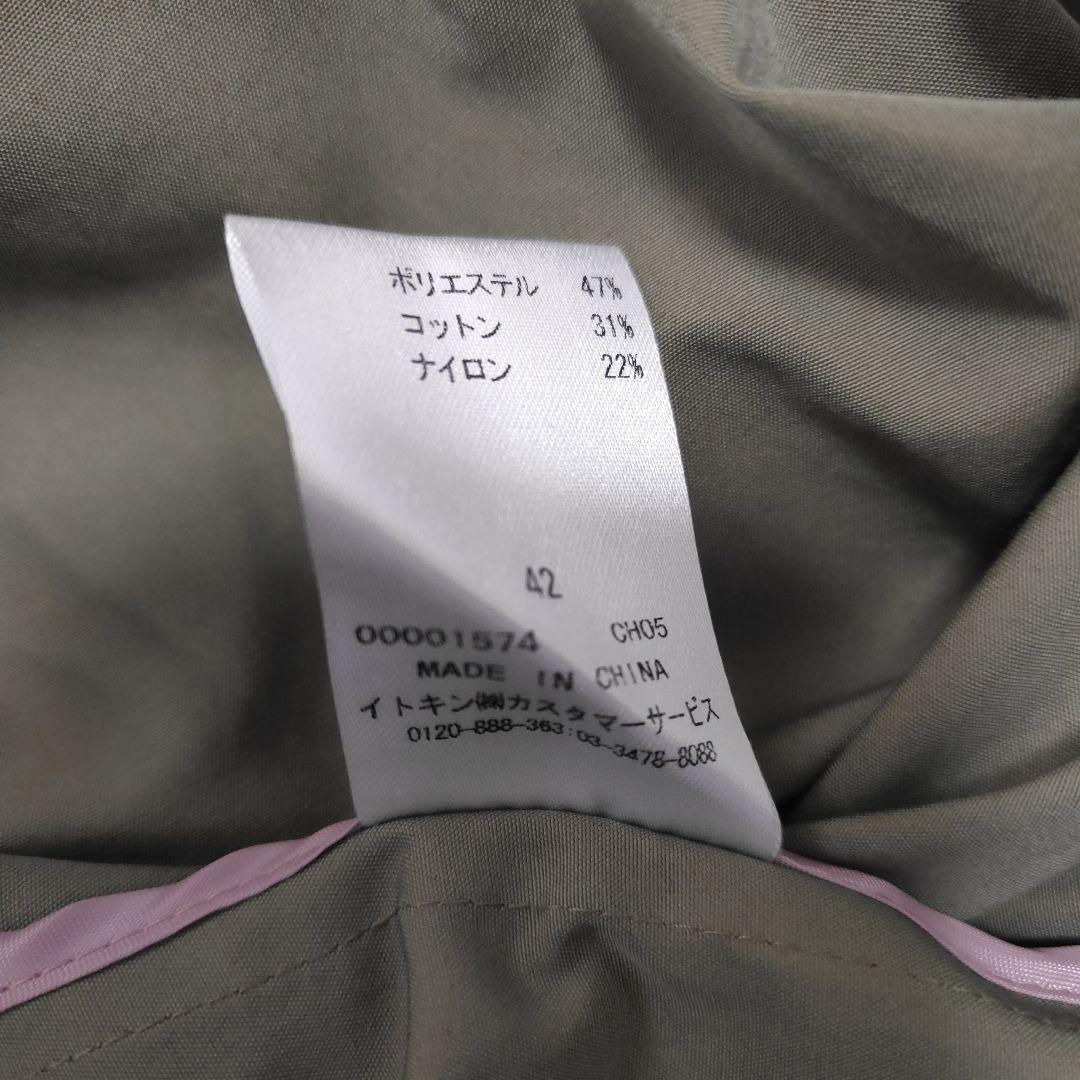 ポリエステル 47%
コットン 31%
ナイロン 22%
42
00001574 CH05
MADE IN CHINA
イトキン㈱カスタマーサービス
0120-888-363:03-3478-8088